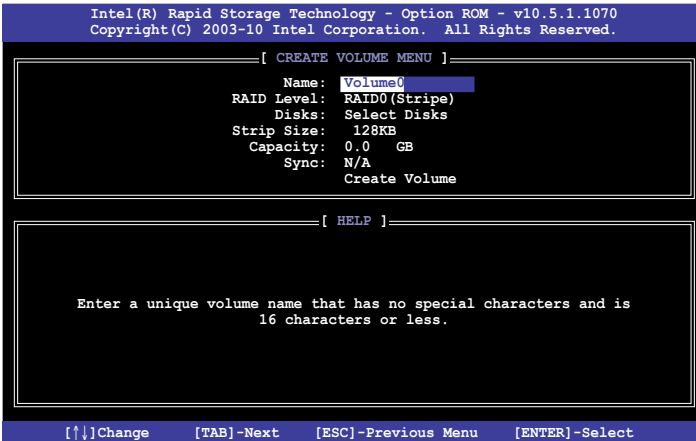 Intel(R) Rapid Storage Technology - Option ROM - v10.5.1.1070
Copyright(C) 2003-10 Intel Corporation. All Rights Reserved.
[ CREATE VOLUME MENU ]
Name: Volume0
RAID Level: RAID0(Stripe)
Disks: Select Disks
Strip Size: 128KB
Capacity: 0.0 GB
Sync: N/A
Create Volume
[ HELP ]
Enter a unique volume name that has no special characters and is
16 characters or less.
[↑↓]Change [TAB]-Next [ESC]-Previous Menu [ENTER]-Select